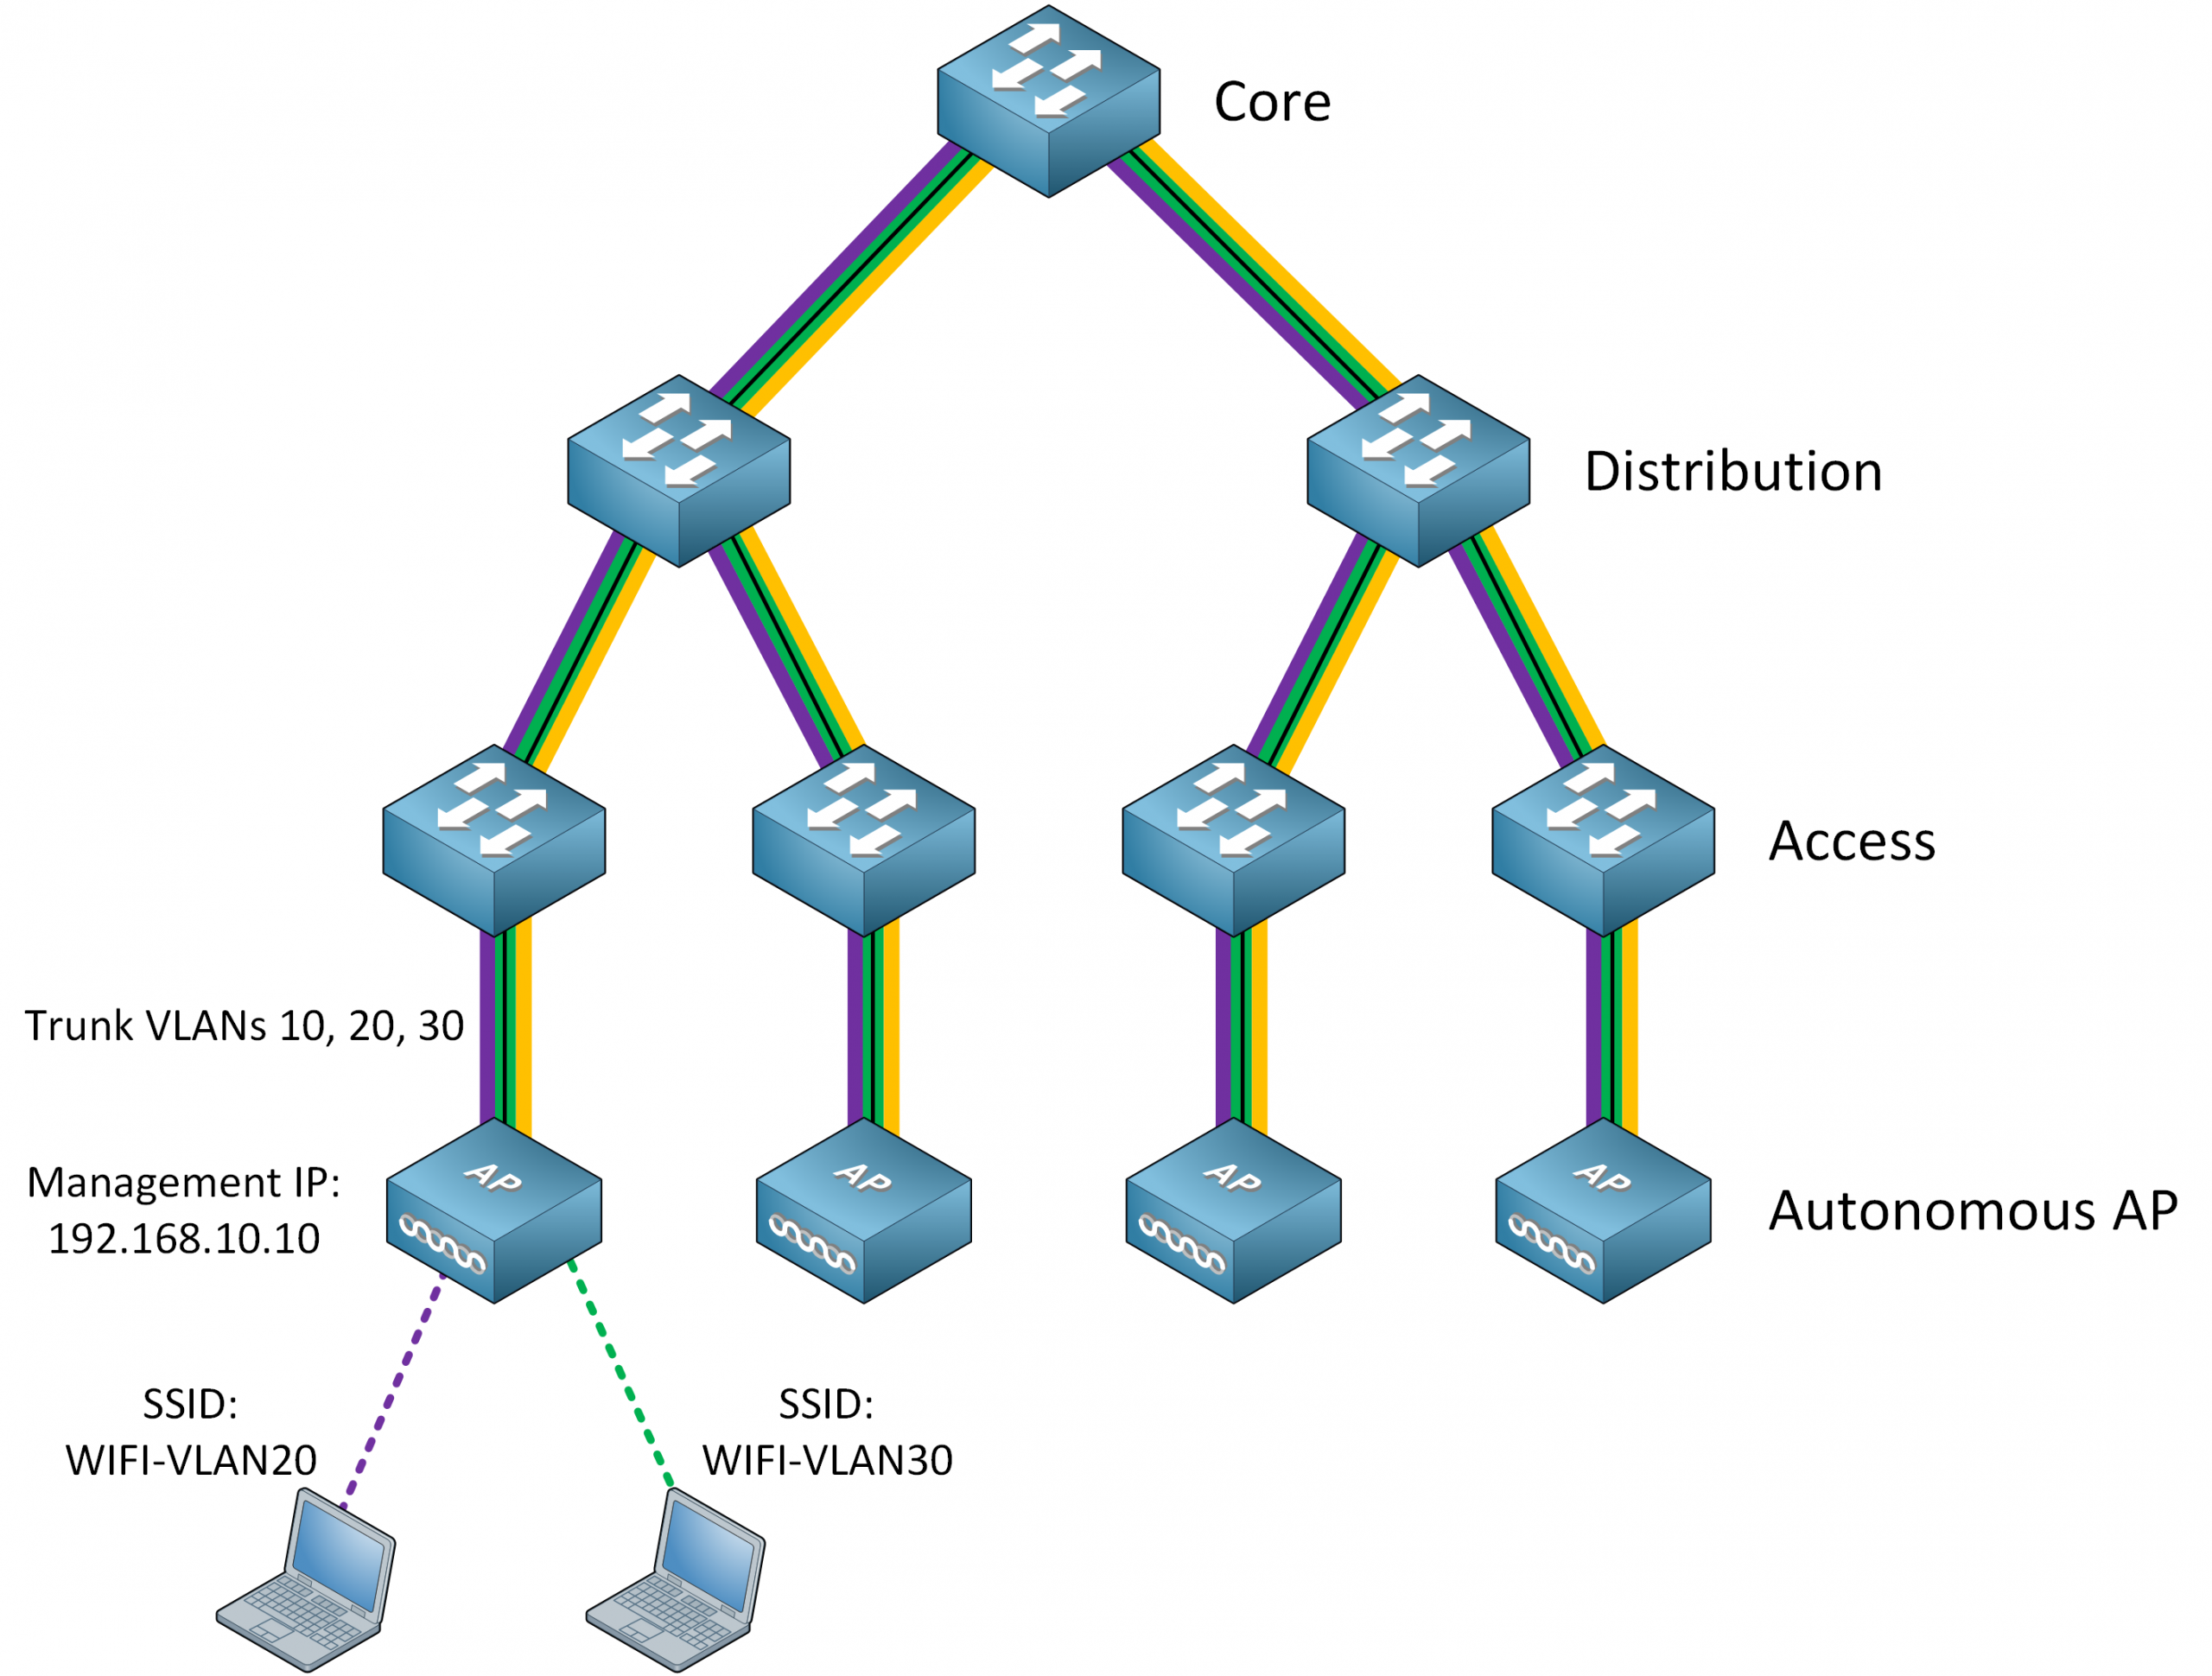 Core
Distribution
Access
Trunk VLANs 10, 20, 30
AP
AP
AP
AP
Management IP:
192.168.10.10
Autonomous AP
SSID:
WIFI-VLAN20
SSID:
WIFI-VLAN30